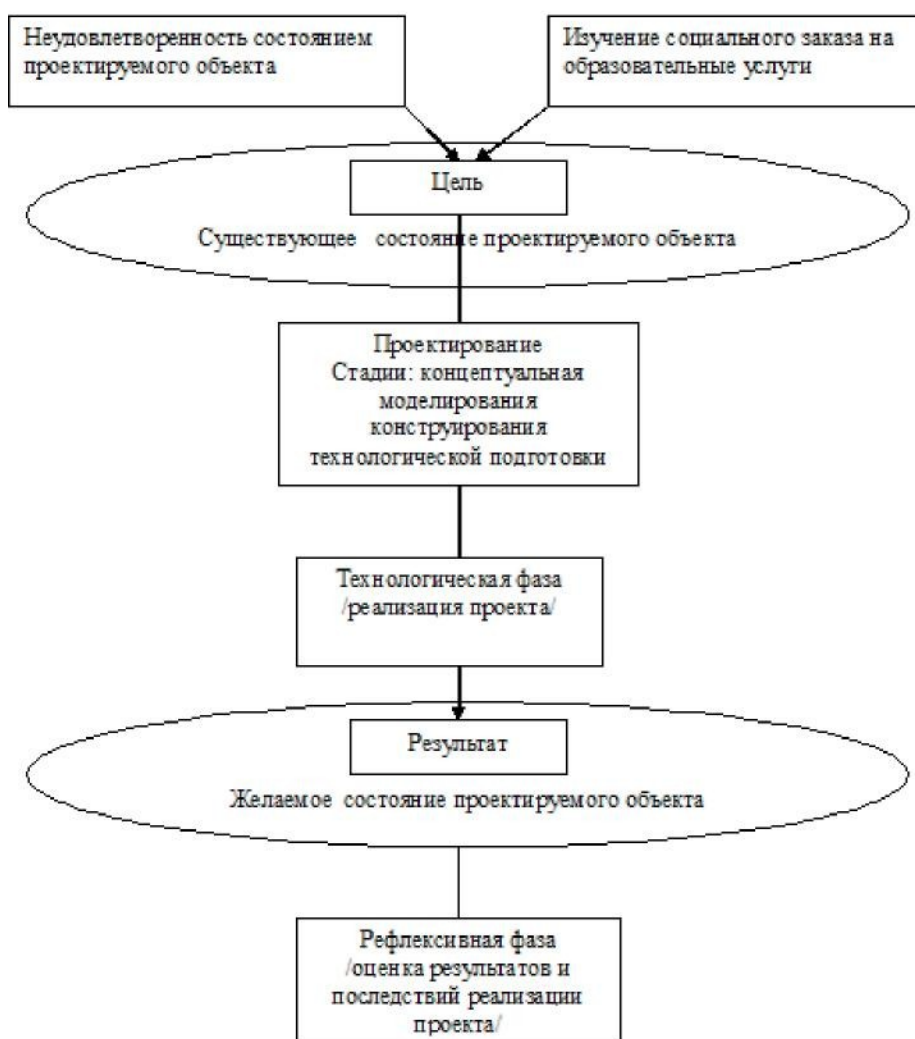 Неудовлетворенность состоянием
проектируемого объекта
Изучение социального заказа на
образовательные услуги
Цель
Существующее состояние проектируемого объекта
Проектирование
Стадии: концептуальная
моделирования
конструирования
технологической подготовки
Технологическая фаза
/реализация проекта/
Результат
Желаемое состояние проектируемого объекта
Рефлексивная фаза
/оценка результатов и
последствий реализации
проекта/